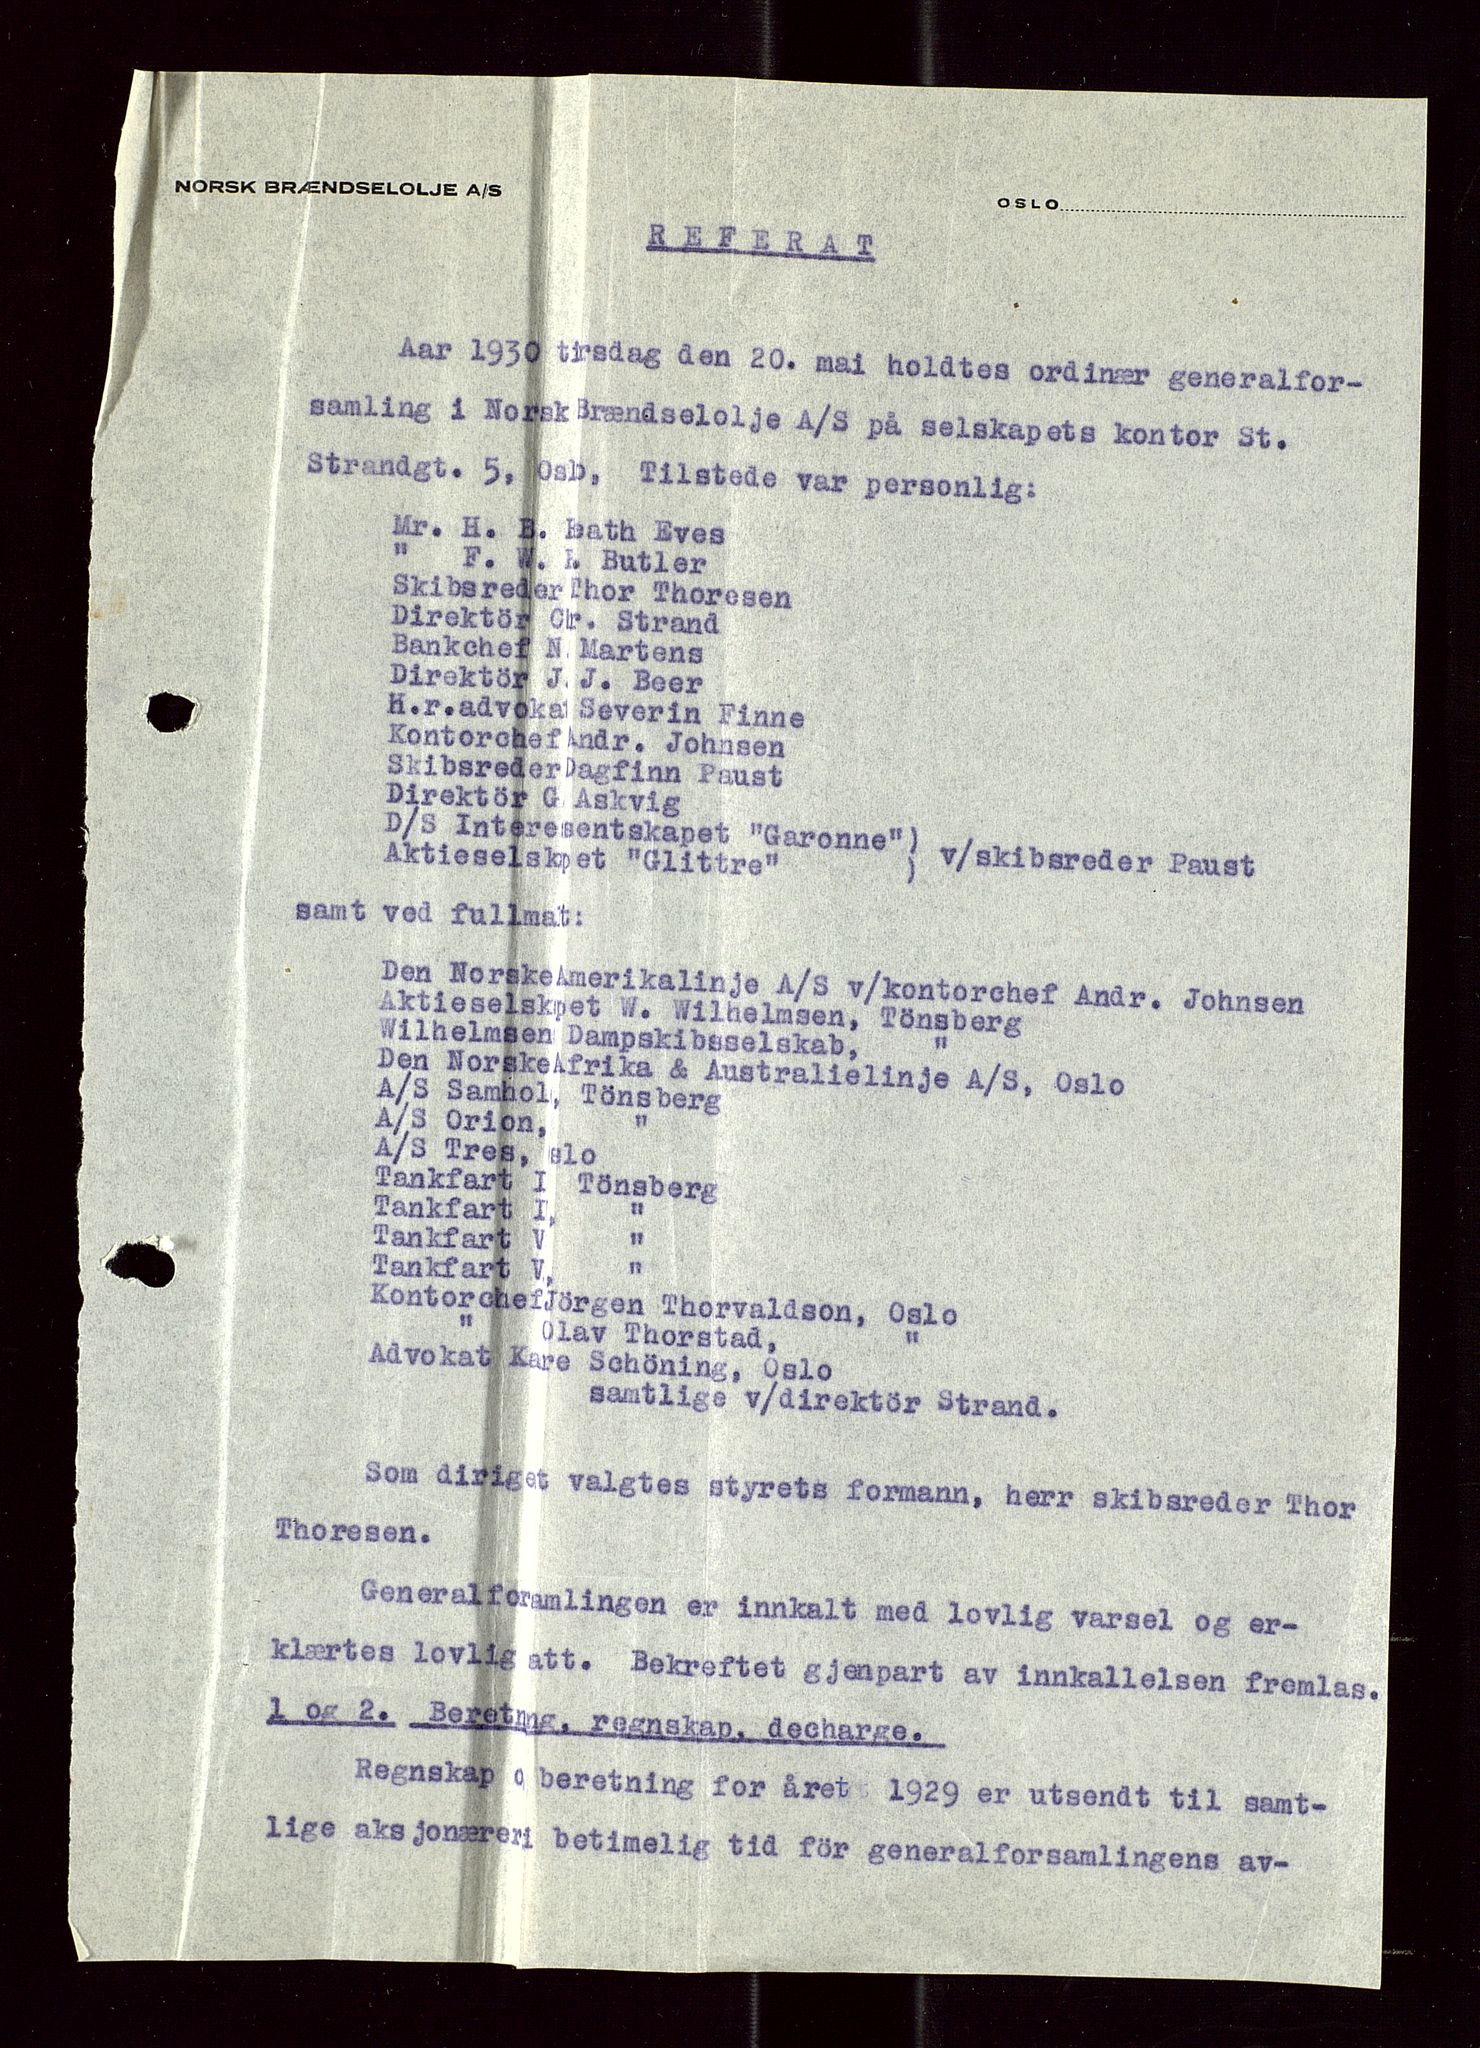 NORSK BRÆNDSELOLJE A/S
OSLO
REFERAT
Aar 1930 tirsdag den 20. mai holdtes ordinær generalfor-
samling i Norsk Brændselolje A/S på selskapets kontor St.
Strandgt. 5, Oslo, Tilstede var personlig:
Mr. H. B. Heath Eves
" F. W. Butler
Skibsreder Thor Thoresen
Direktör Chr. Strand
Bankchef N. Martens
Direktör J. J. Beer
H.r.advokat Severin Finne
Kontorchef Andr. Johnsen
Skibsreder Dagfinn Paust
Direktör G. Askvig
D/S Interesentskapet "Garonne")
Aktieselskapet "Glittre" ) v/skibsreder Paust
samt ved fullmakt:
Den Norske Amerikalinje A/S v/kontorchef Andr. Johnsen
Aktieselskapet W. Wilhelmsen, Tönsberg
Wilhelmsen Dampskibsselskab, "
Den Norske Afrika & Australielinje A/S, Oslo
A/S Samhol, Tönsberg
A/S Orion, "
A/S Tres, Oslo
Tankfart I Tönsberg
Tankfart "
Tankfart "
Tankfart "
Kontorchef Jörgen Thorvaldson, Oslo
" Olav Thorstad, "
Advokat Kare Schöning, Oslo
samtlige v/direktör Strand.
Som dirigent valgtes styrets formann, herr skibsreder Thor
Thoresen.
Generalforsamlingen er innkalt med lovlig varsel og er-
klærtes lovlig satt. Bekreftet gjenpart av innkallelsen fremlas.
1 og 2. Beretning, regnskap, decharge.
Regnskap og beretning for året 1929 er utsendt til samt-
lige aksjonærer i betimelig tid för generalforsamlingens av-